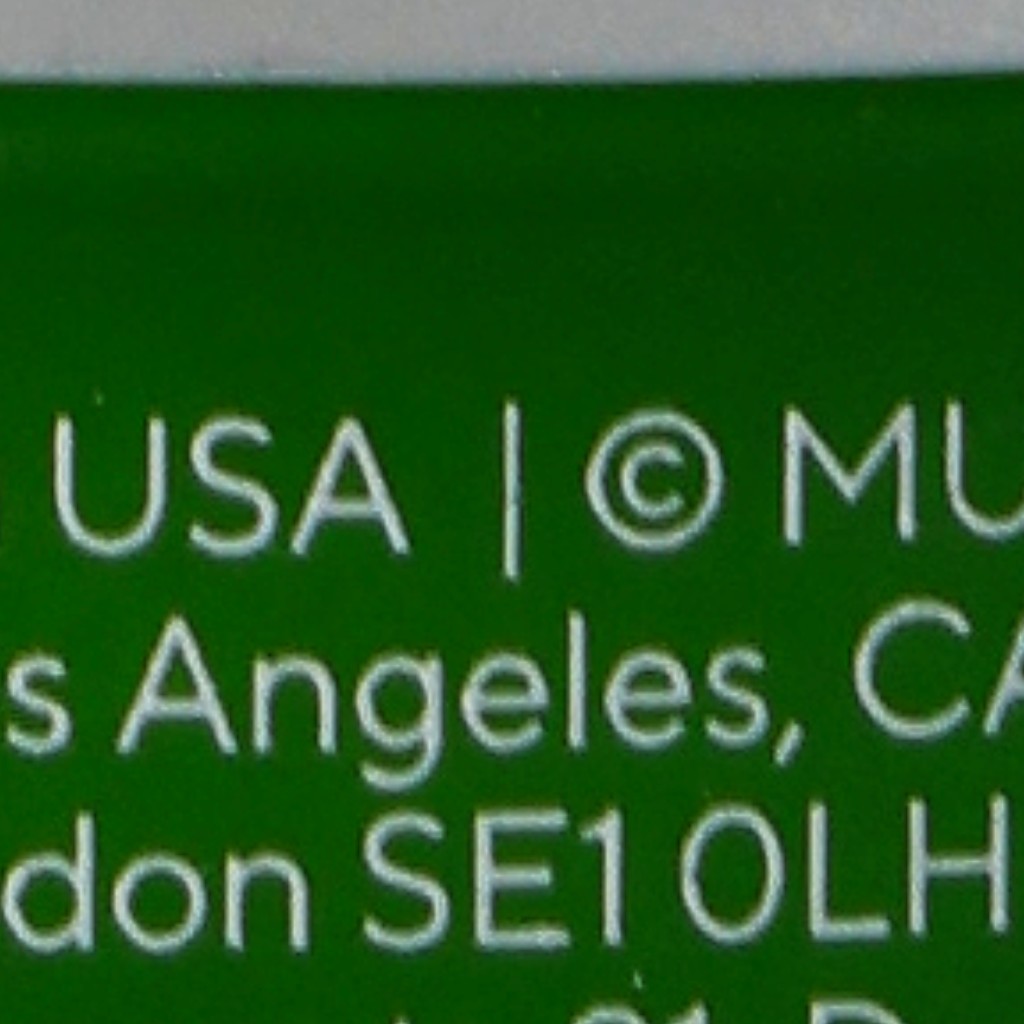 USA | © MU
s Angeles, CA
don SE1 0LH